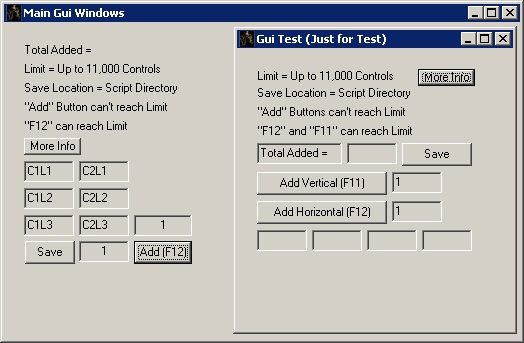 Main Gui Windows
Total Added =
Limit = Up to 11,000 Controls
Save Location = Script Directory
"Add" Button can't reach Limit
"F12" can reach Limit
More Info
C1L1 C2L1
C1L2 C2L2
C1L3 C2L3 1
Save 1 Add (F12)
Gui Test (Just for Test)
Limit = Up to 11,000 Controls More Info
Save Location = Script Directory
"Add" Buttons can't reach Limit
"F12" and "F11" can reach Limit
Total Added = Save
Add Vertical (F11) 1
Add Horizontal (F12) 1